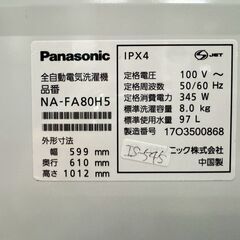 Panasonic
全自動電気洗濯機
品番
NA-FA80H5
外形寸法
幅 599 mm
奥行 610 mm
高さ 1012 mm
IPX4
JET
定格電圧 100 V ~
定格周波数 50/60 Hz
定格消費電力 345 W
標準洗濯容量 8.0 kg
標準使用水量 97 L
製造番号 17O3500868
ニック株式会社
中国製
IS-545